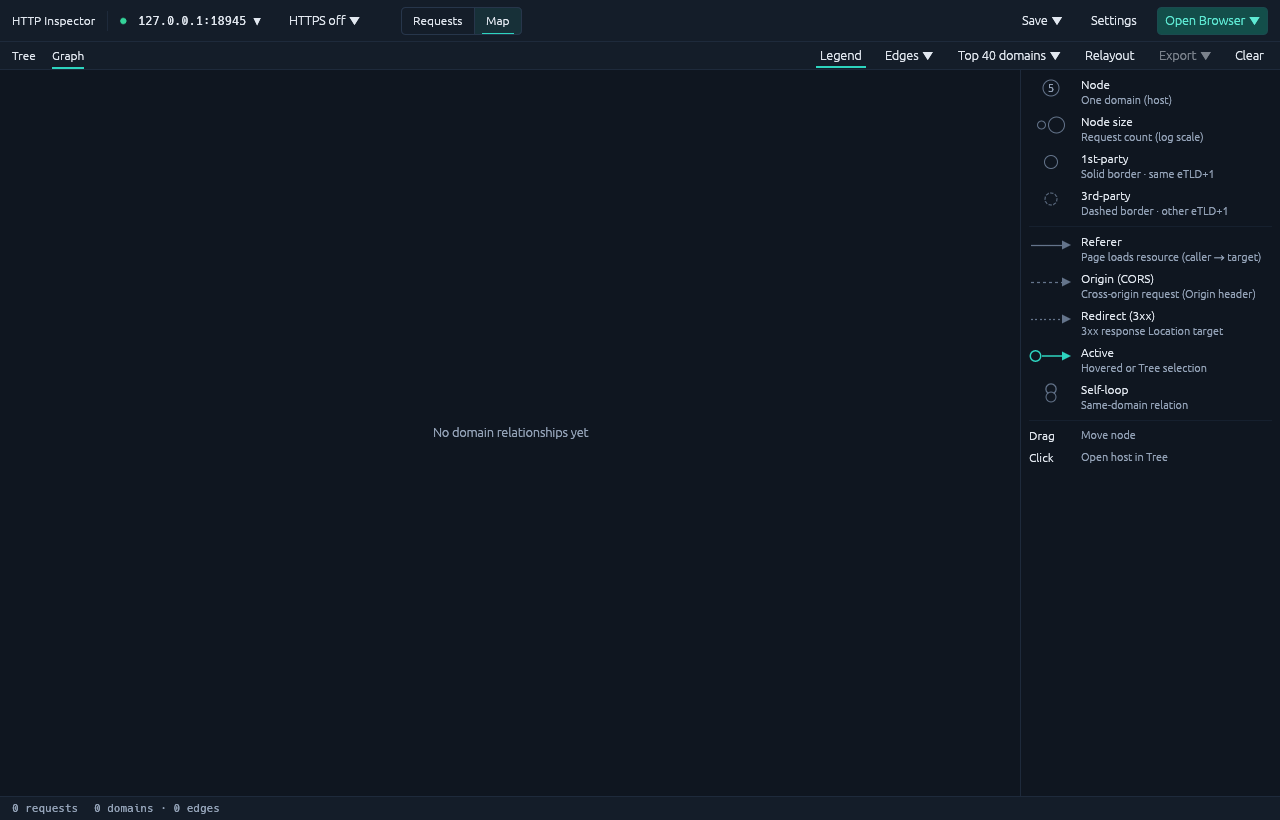 HTTP Inspector 127.0.0.1:18945 ▼ HTTPS off ▼ Requests Map Save ▼ Settings Open Browser ▼
Tree Graph Legend Edges ▼ Top 40 domains ▼ Relayout Export ▼ Clear
5 Node
One domain (host)
Node size
Request count (log scale)
1st-party
Solid border · same eTLD+1
3rd-party
Dashed border · other eTLD+1
Referer
Page loads resource (caller → target)
Origin (CORS)
Cross-origin request (Origin header)
Redirect (3xx)
3xx response Location target
Active
Hovered or Tree selection
Self-loop
Same-domain relation
Drag Move node
Click Open host in Tree
No domain relationships yet
0 requests 0 domains · 0 edges